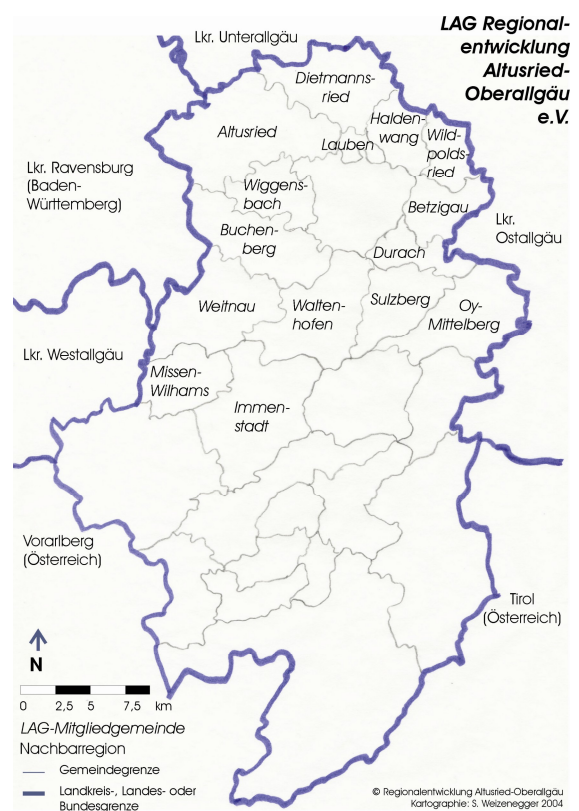 LAG Regional-
entwicklung
Altusried-
Oberallgäu
e.V.
Lkr. Unterallgäu
Dietmanns-
ried
Altusried
Halden-
wang
Lauben
Wild-
polds-
ried
Lkr. Ravensburg
(Baden-
Württemberg)
Wiggens-
bach
Betzigau
Lkr.
Ostallgäu
Buchen-
berg
Durach
Weitnau
Walten-
hofen
Sulzberg
Oy-
Mittelberg
Lkr. Westallgäu
Missen-
Wilhams
Immen-
stadt
Vorarlberg
(Österreich)
Tirol
(Österreich)
N
0 2,5 5 7,5 km
LAG-Mitgliedgemeinde
Nachbarregion
Gemeindegrenze
Landkreis-, Landes- oder
Bundesgrenze
© Regionalentwicklung Altusried-Oberallgäu
Kartographie: S. Weizenegger 2004